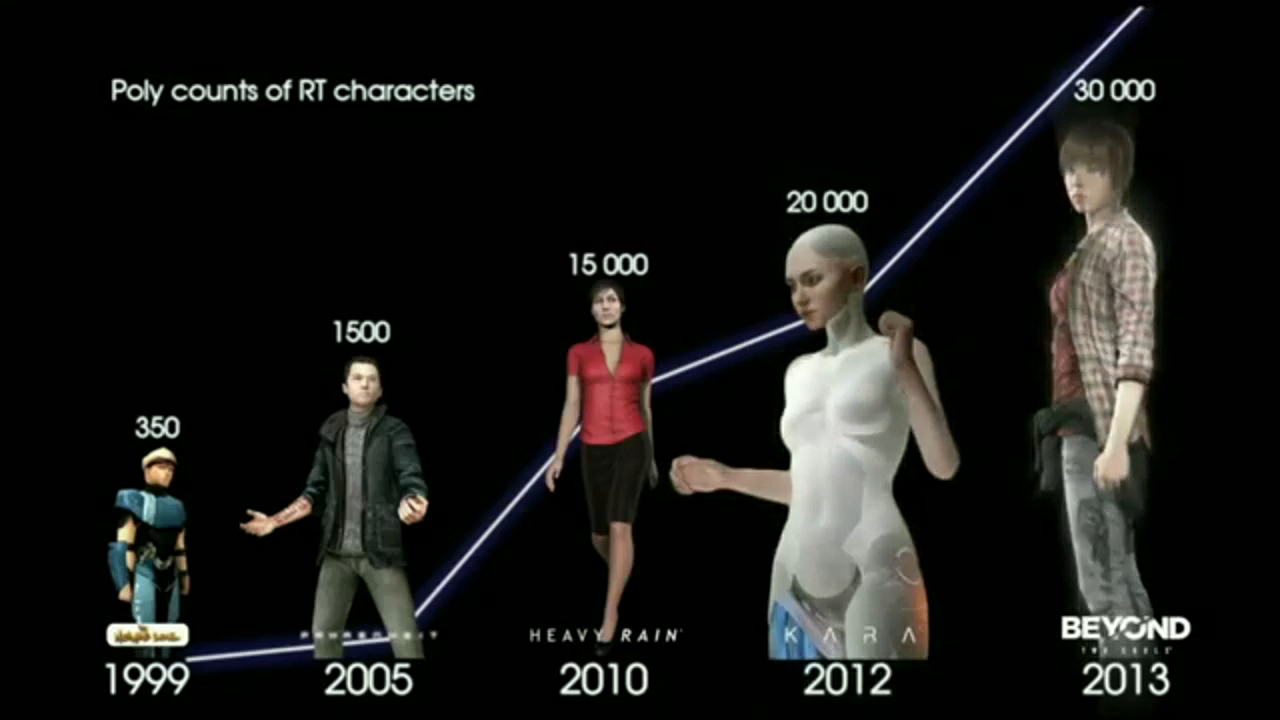 Poly counts of RT characters
30 000
20 000
15 000
1500
350
HEAVY RAIN
KARA
BEYOND
1999
2005
2010
2012
2013